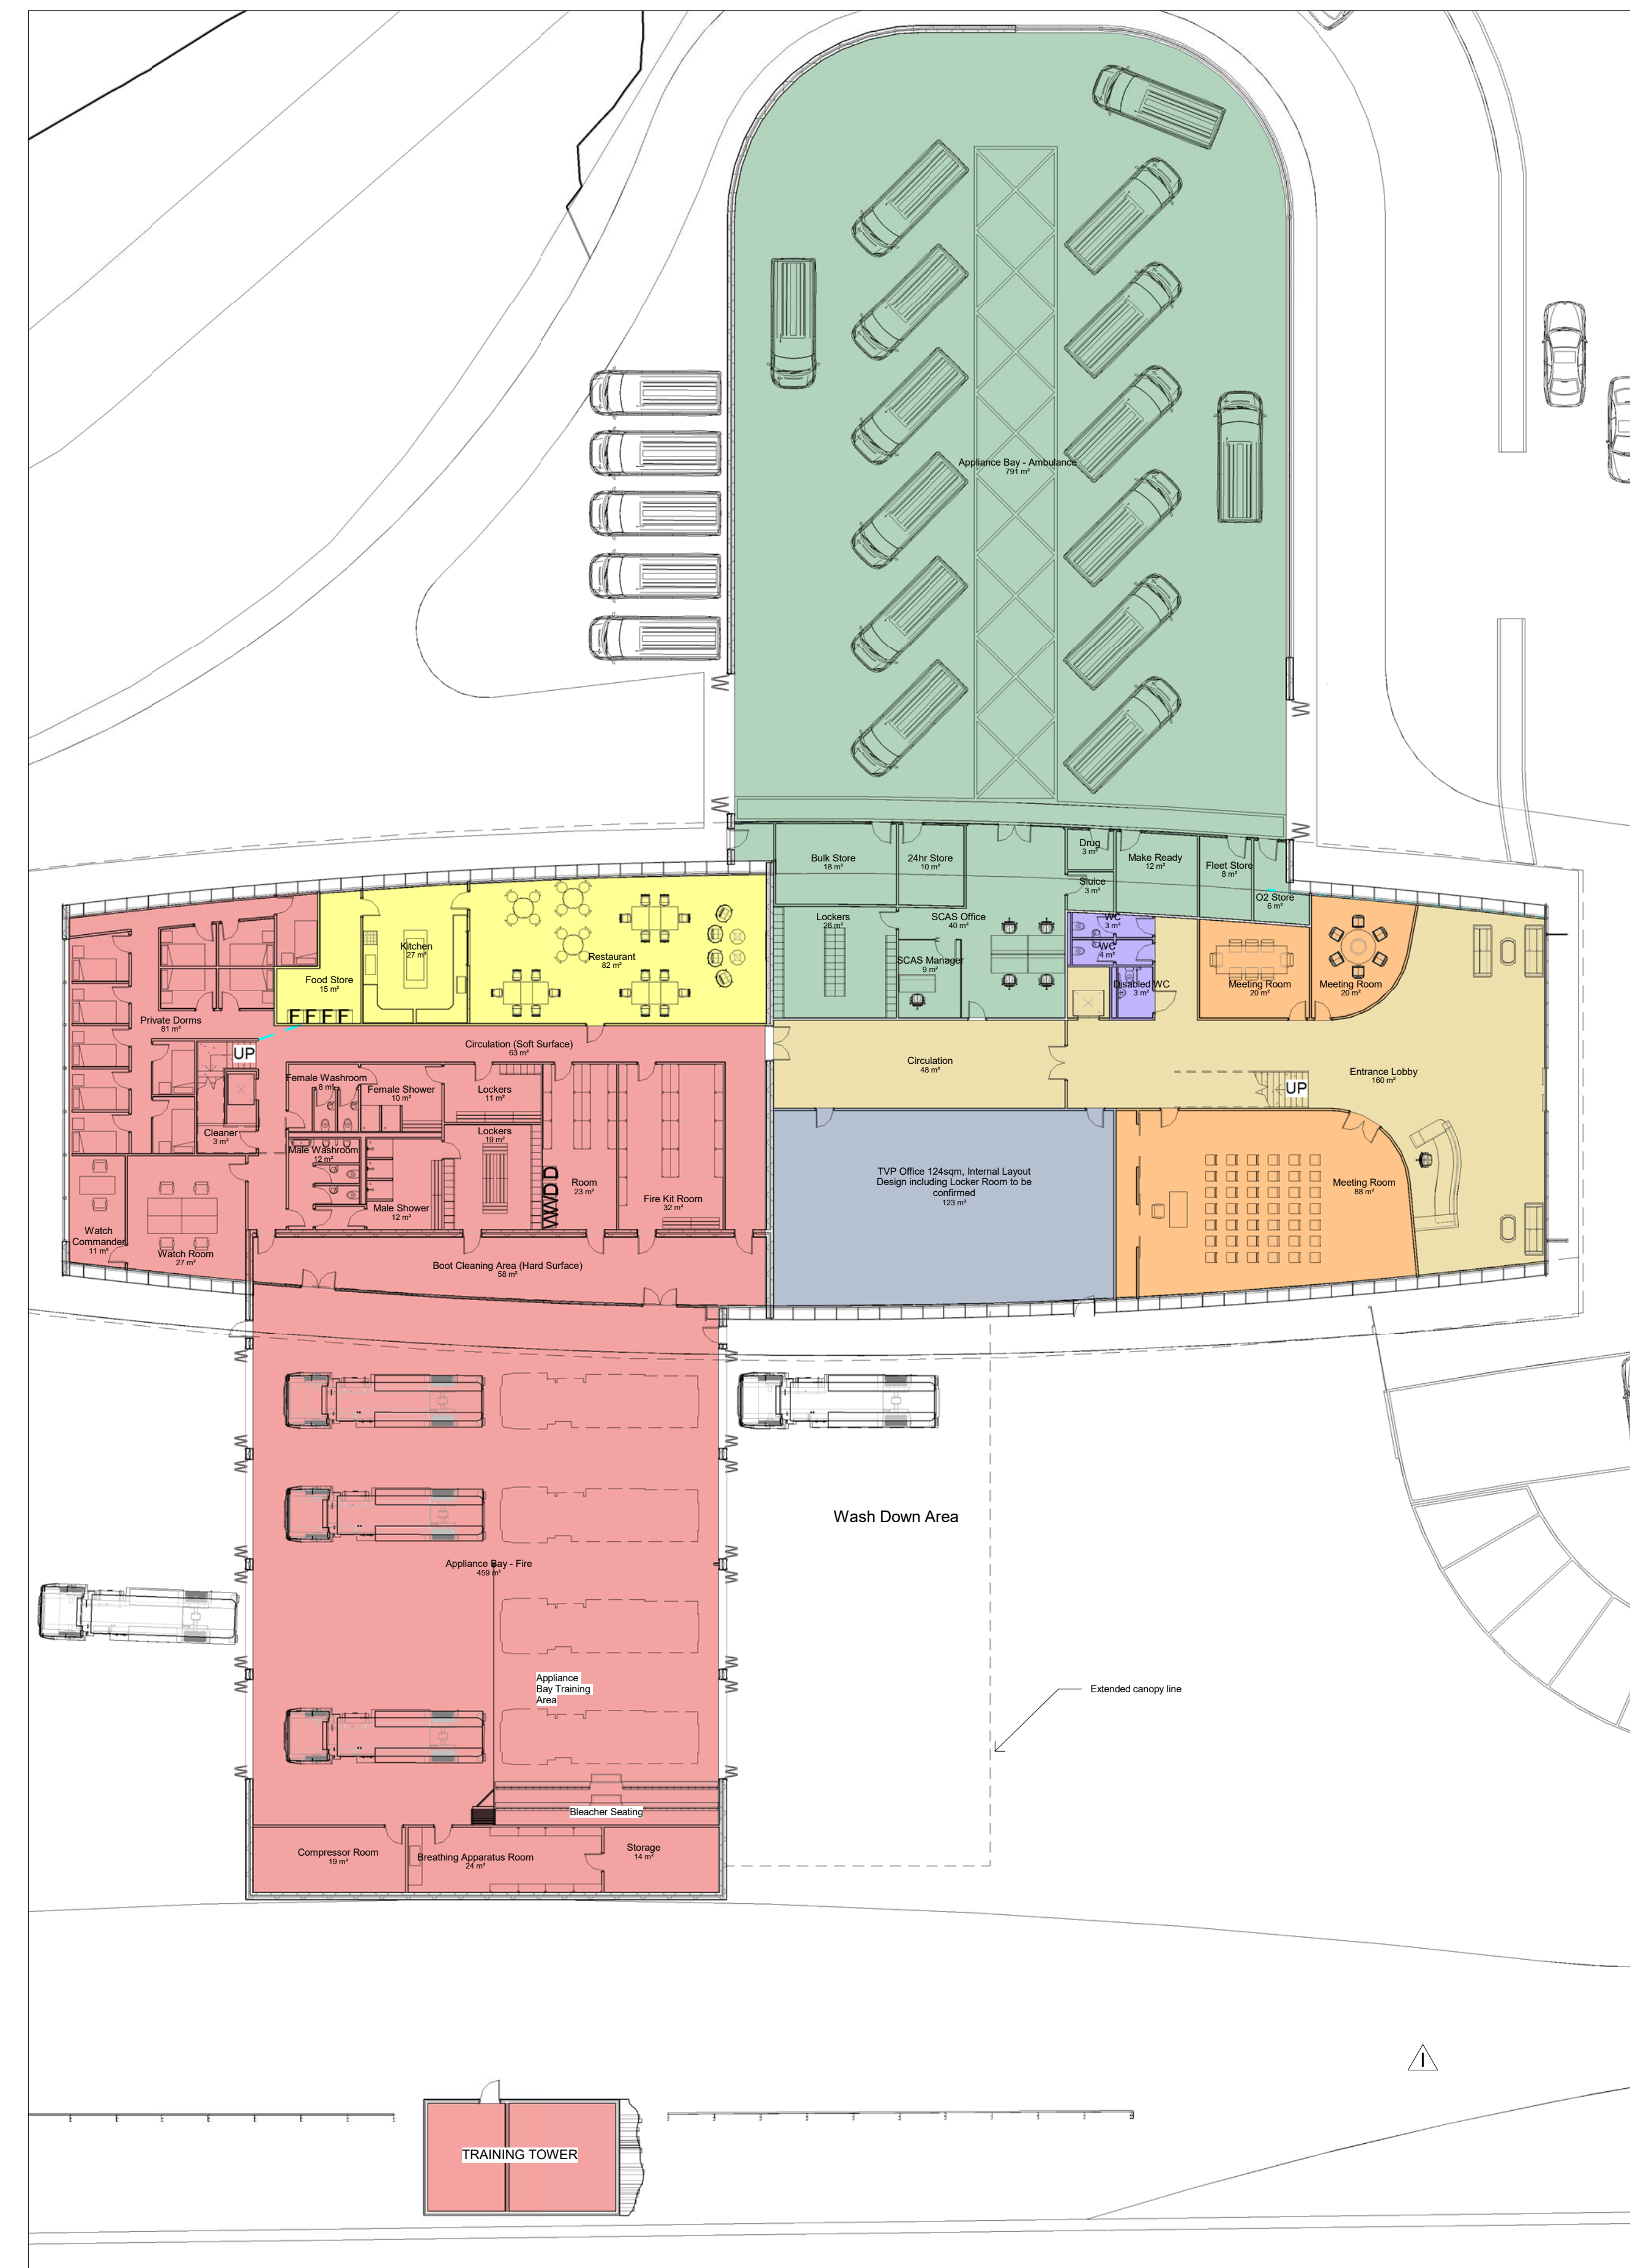 Appliance Bay - Ambulance
791 m²
Bulk Store
18 m²
24hr Store
10 m²
Drug
3 m²
Sluice
3 m²
Make Ready
12 m²
Fleet Store
8 m²
O2 Store
6 m²
Lockers
26 m²
SCAS Office
40 m²
SCAS Manager
9 m²
WC
3 m²
WC
4 m²
Disabled WC
3 m²
Meeting Room
20 m²
Meeting Room
20 m²
Kitchen
27 m²
Restaurant
82 m²
Food Store
15 m²
F F F F
Private Dorms
81 m²
UP
Circulation (Soft Surface)
63 m²
Circulation
48 m²
Entrance Lobby
160 m²
UP
Female Washroom
8 m²
Female Shower
10 m²
Lockers
11 m²
Cleaner
3 m²
Male Washroom
12 m²
Lockers
19 m²
Male Shower
12 m²
WWDD
Room
23 m²
Fire Kit Room
32 m²
TVP Office 124sqm, Internal Layout
Design including Locker Room to be
confirmed
123 m²
Meeting Room
88 m²
Watch
Commander
11 m²
Watch Room
27 m²
Boot Cleaning Area (Hard Surface)
58 m²
Wash Down Area
Appliance Bay - Fire
459 m²
Appliance
Bay Training
Area
Extended canopy line
Bleacher Seating
Compressor Room
19 m²
Breathing Apparatus Room
24 m²
Storage
14 m²
I
TRAINING TOWER